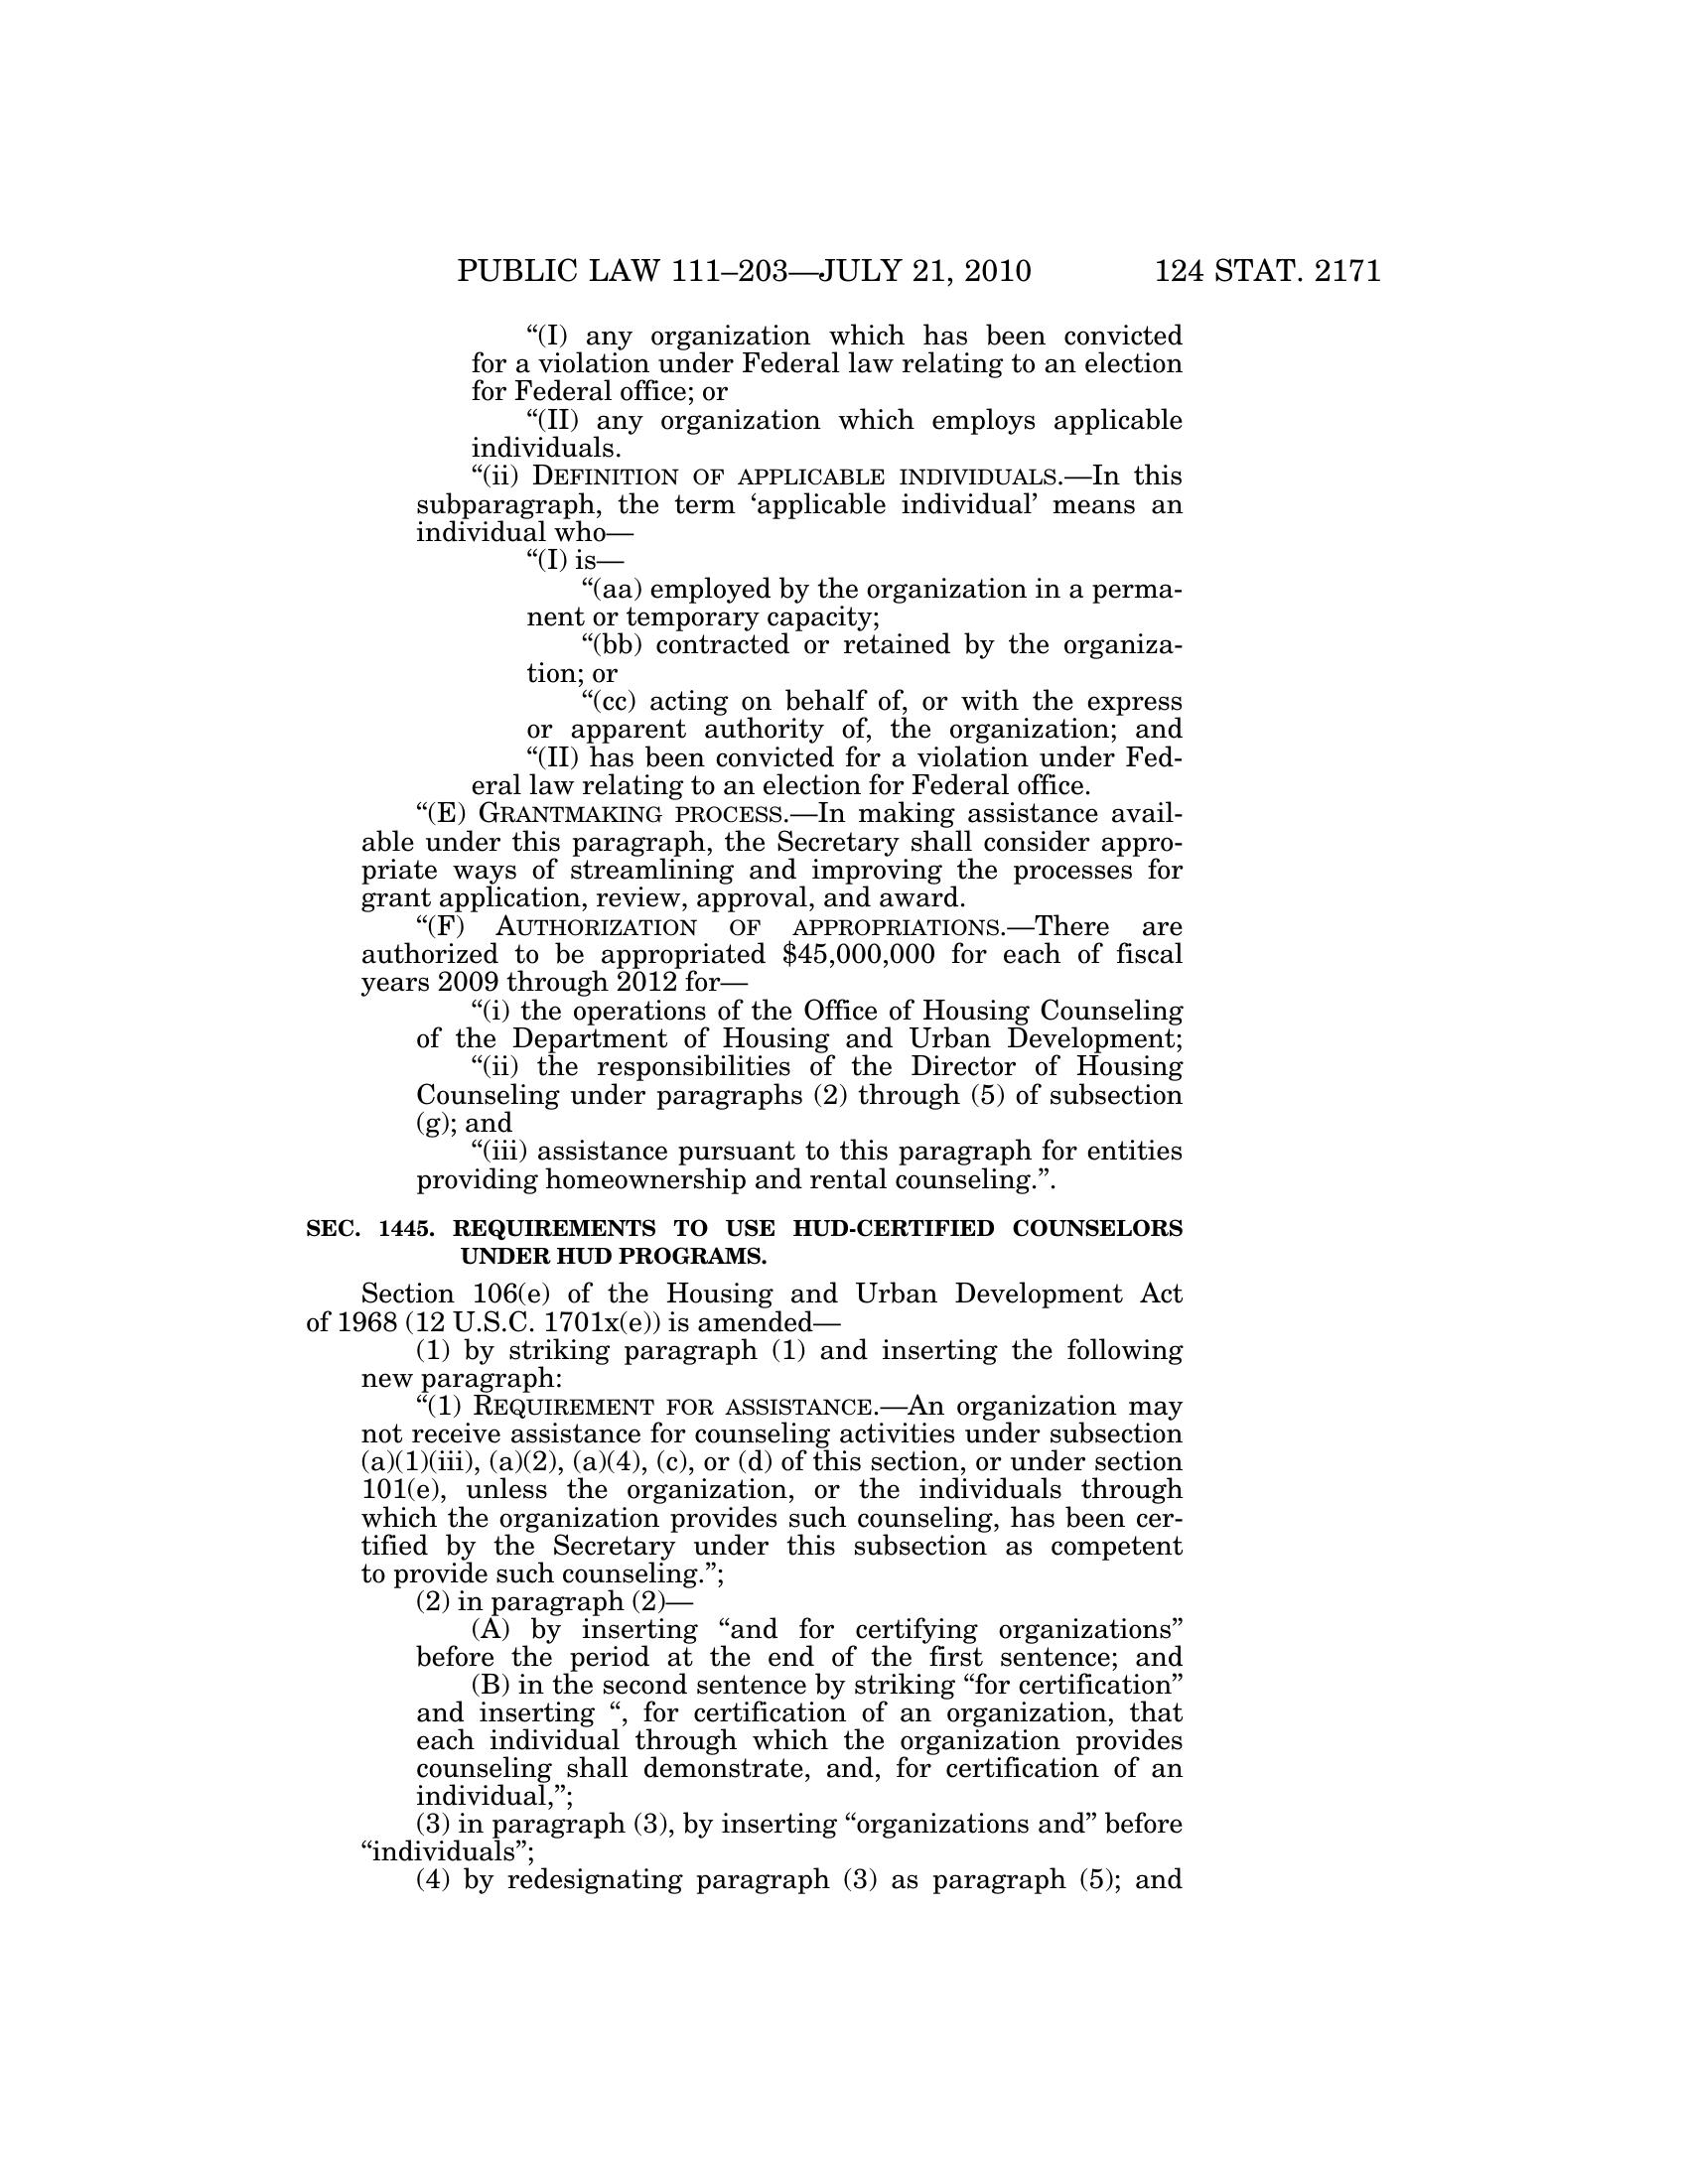 PUBLIC LAW 111–203—JULY 21, 2010 124 STAT. 2171
“(I) any organization which has been convicted
for a violation under Federal law relating to an election
for Federal office; or
“(II) any organization which employs applicable
individuals.
“(ii) DEFINITION OF APPLICABLE INDIVIDUALS.—In this
subparagraph, the term ‘applicable individual’ means an
individual who—
“(I) is—
“(aa) employed by the organization in a perma-
nent or temporary capacity;
“(bb) contracted or retained by the organiza-
tion; or
“(cc) acting on behalf of, or with the express
or apparent authority of, the organization; and
“(II) has been convicted for a violation under Fed-
eral law relating to an election for Federal office.
“(E) GRANTMAKING PROCESS.—In making assistance avail-
able under this paragraph, the Secretary shall consider appro-
priate ways of streamlining and improving the processes for
grant application, review, approval, and award.
“(F) AUTHORIZATION OF APPROPRIATIONS.—There are
authorized to be appropriated $45,000,000 for each of fiscal
years 2009 through 2012 for—
“(i) the operations of the Office of Housing Counseling
of the Department of Housing and Urban Development;
“(ii) the responsibilities of the Director of Housing
Counseling under paragraphs (2) through (5) of subsection
(g); and
“(iii) assistance pursuant to this paragraph for entities
providing homeownership and rental counseling.”.
SEC. 1445. REQUIREMENTS TO USE HUD-CERTIFIED COUNSELORS
UNDER HUD PROGRAMS.
Section 106(e) of the Housing and Urban Development Act
of 1968 (12 U.S.C. 1701x(e)) is amended—
(1) by striking paragraph (1) and inserting the following
new paragraph:
“(1) REQUIREMENT FOR ASSISTANCE.—An organization may
not receive assistance for counseling activities under subsection
(a)(1)(iii), (a)(2), (a)(4), (c), or (d) of this section, or under section
101(e), unless the organization, or the individuals through
which the organization provides such counseling, has been cer-
tified by the Secretary under this subsection as competent
to provide such counseling.”;
(2) in paragraph (2)—
(A) by inserting “and for certifying organizations”
before the period at the end of the first sentence; and
(B) in the second sentence by striking “for certification”
and inserting “, for certification of an organization, that
each individual through which the organization provides
counseling shall demonstrate, and, for certification of an
individual,”;
(3) in paragraph (3), by inserting “organizations and” before
“individuals”;
(4) by redesignating paragraph (3) as paragraph (5); and